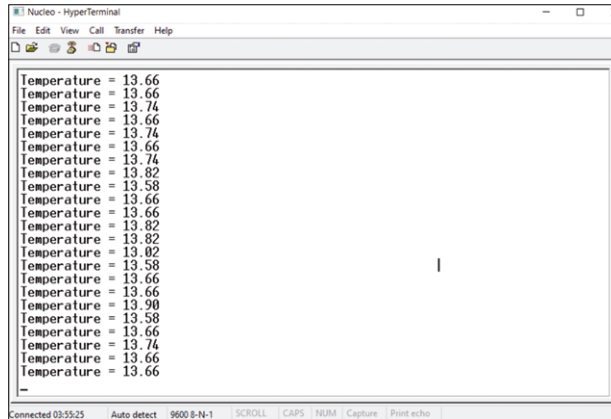 Nucleo - HyperTerminal
File Edit View Call Transfer Help
Temperature = 13.66
Temperature = 13.66
Temperature = 13.74
Temperature = 13.66
Temperature = 13.74
Temperature = 13.66
Temperature = 13.74
Temperature = 13.82
Temperature = 13.58
Temperature = 13.66
Temperature = 13.66
Temperature = 13.82
Temperature = 13.82
Temperature = 13.02
Temperature = 13.58
Temperature = 13.66
Temperature = 13.66
Temperature = 13.90
Temperature = 13.58
Temperature = 13.66
Temperature = 13.74
Temperature = 13.66
Temperature = 13.66
Connected 03:55:25 Auto detect 9600 8-N-1 SCROLL CAPS NUM Capture Print echo